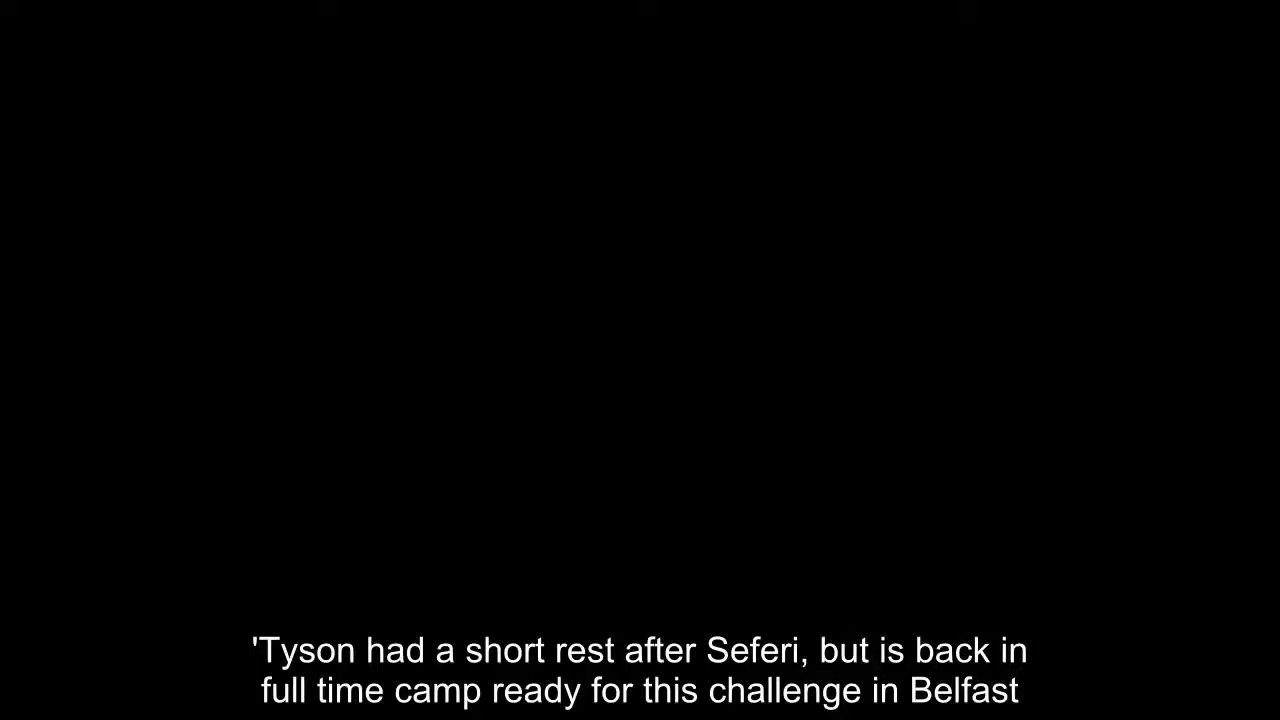 'Tyson had a short rest after Seferi, but is back in
full time camp ready for this challenge in Belfast